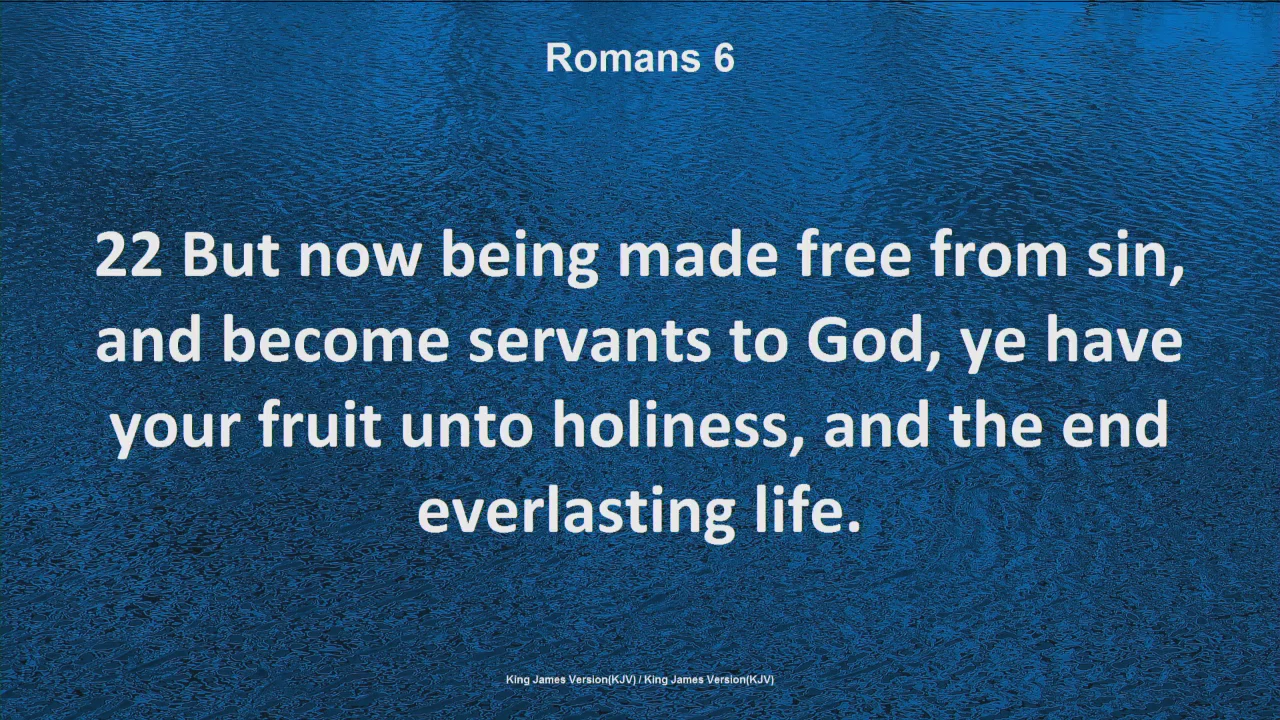 Romans 6
22 But now being made free from sin,
and become servants to God, ye have
your fruit unto holiness, and the end
everlasting life.
King James Version(KJV) / King James Version(KJV)